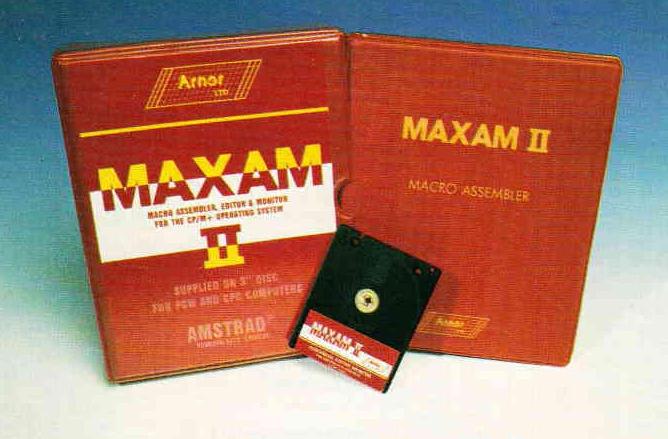 Arnor
LTD
MAXAM
MACRO ASSEMBLER, EDITOR & MONITOR
FOR THE CP/M+ OPERATING SYSTEM
II
SUPPLIED ON 3" DISC
FOR PCW AND CPC COMPUTERS
AMSTRAD
MAXAM II
MACRO ASSEMBLER
Arnor
MAXAM II